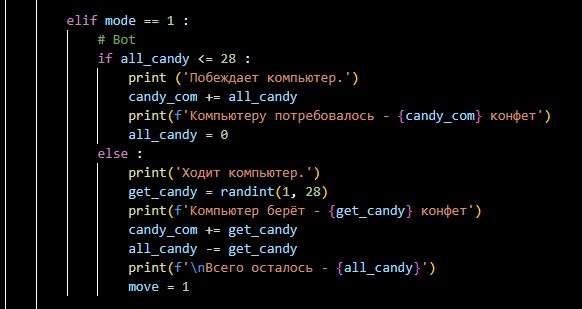 elif mode == 1 :
# Bot
if all_candy <= 28 :
print ('Побеждает компьютер.')
candy_com += all_candy
print(f'Компьютеру потребовалось - {candy_com} конфет')
all_candy = 0
else :
print('Ходит компьютер.')
get_candy = randint(1, 28)
print(f'Компьютер берёт - {get_candy} конфет')
candy_com += get_candy
all_candy -= get_candy
print(f'\nВсего осталось - {all_candy}')
move = 1